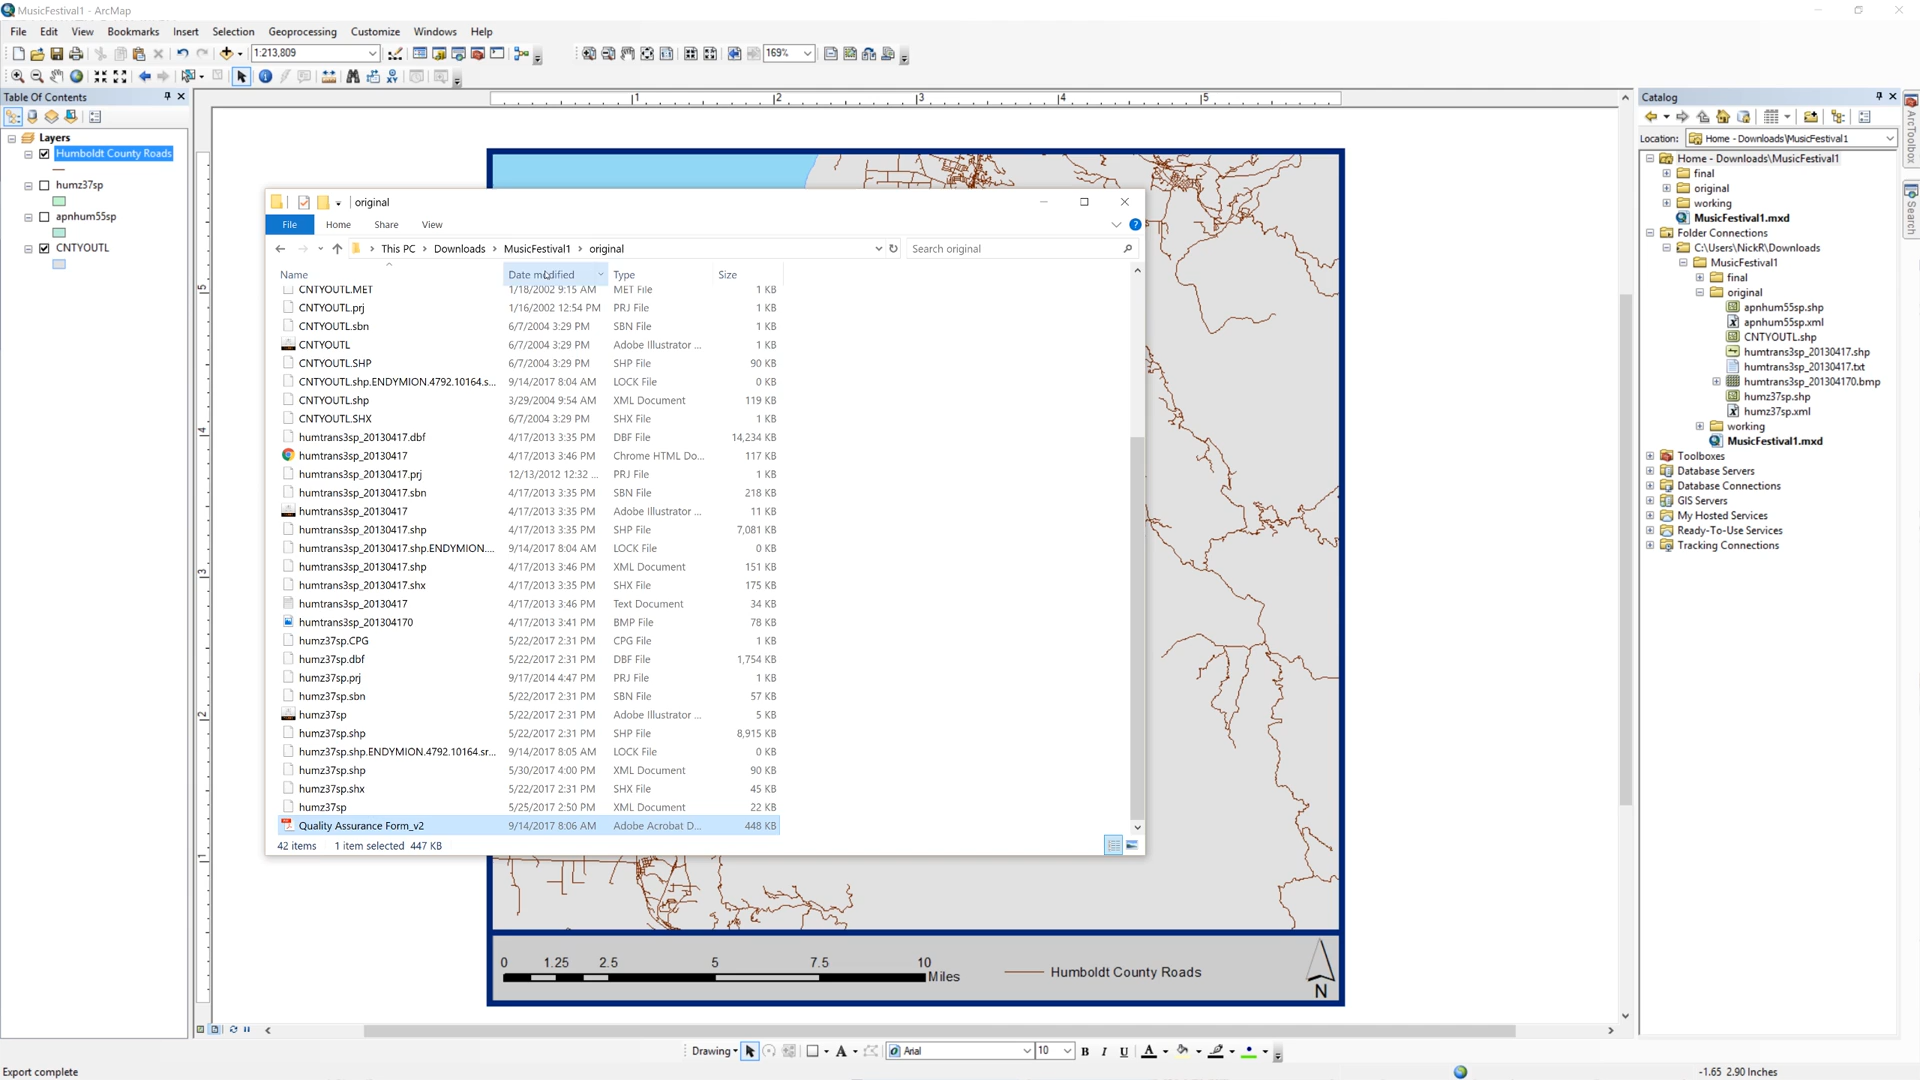 MusicFestival1 - ArcMap
File Edit View Bookmarks Insert Selection Geoprocessing Customize Windows Help
1:213,809
169%
Table Of Contents
Layers
Humboldt County Roads
humz37sp
apnhum55sp
CNTYOUTL
1 2 3 4 5
5
4
3
2
1
original
File Home Share View
This PC › Downloads › MusicFestival1 › original
Search original
Name Date modified Type Size
CNTYOUTL.MET 1/18/2002 9:15 AM MET File 1 KB
CNTYOUTL.prj 1/16/2002 12:54 PM PRJ File 1 KB
CNTYOUTL.sbn 6/7/2004 3:29 PM SBN File 1 KB
CNTYOUTL 6/7/2004 3:29 PM Adobe Illustrator ... 1 KB
CNTYOUTL.SHP 6/7/2004 3:29 PM SHP File 90 KB
CNTYOUTL.shp.ENDYMION.4792.10164.s... 9/14/2017 8:04 AM LOCK File 0 KB
CNTYOUTL.shp 3/29/2004 9:54 AM XML Document 119 KB
CNTYOUTL.SHX 6/7/2004 3:29 PM SHX File 1 KB
humtrans3sp_20130417.dbf 4/17/2013 3:35 PM DBF File 14,234 KB
humtrans3sp_20130417 4/17/2013 3:46 PM Chrome HTML Do... 117 KB
humtrans3sp_20130417.prj 12/13/2012 12:32 ... PRJ File 1 KB
humtrans3sp_20130417.sbn 4/17/2013 3:35 PM SBN File 218 KB
humtrans3sp_20130417 4/17/2013 3:35 PM Adobe Illustrator ... 11 KB
humtrans3sp_20130417.shp 4/17/2013 3:35 PM SHP File 7,081 KB
humtrans3sp_20130417.shp.ENDYMION.... 9/14/2017 8:04 AM LOCK File 0 KB
humtrans3sp_20130417.shp 4/17/2013 3:46 PM XML Document 151 KB
humtrans3sp_20130417.shx 4/17/2013 3:35 PM SHX File 175 KB
humtrans3sp_20130417 4/17/2013 3:46 PM Text Document 34 KB
humtrans3sp_201304170 4/17/2013 3:41 PM BMP File 78 KB
humz37sp.CPG 5/22/2017 2:31 PM CPG File 1 KB
humz37sp.dbf 5/22/2017 2:31 PM DBF File 1,754 KB
humz37sp.prj 9/17/2014 4:47 PM PRJ File 1 KB
humz37sp.sbn 5/22/2017 2:31 PM SBN File 57 KB
humz37sp 5/22/2017 2:31 PM Adobe Illustrator ... 5 KB
humz37sp.shp 5/22/2017 2:31 PM SHP File 8,915 KB
humz37sp.shp.ENDYMION.4792.10164.sr... 9/14/2017 8:05 AM LOCK File 0 KB
humz37sp.shp 5/30/2017 4:00 PM XML Document 90 KB
humz37sp.shx 5/22/2017 2:31 PM SHX File 45 KB
humz37sp 5/25/2017 2:50 PM XML Document 22 KB
Quality Assurance Form_v2 9/14/2017 8:06 AM Adobe Acrobat D... 448 KB
42 items 1 item selected 447 KB
0 1.25 2.5 5 7.5 10
Miles
Humboldt County Roads
N
Catalog
Location: Home - Downloads\MusicFestival1
Home - Downloads\MusicFestival1
final
original
working
MusicFestival1.mxd
Folder Connections
C:\Users\NickR\Downloads
MusicFestival1
final
original
apnhum55sp.shp
apnhum55sp.xml
CNTYOUTL.shp
humtrans3sp_20130417.shp
humtrans3sp_20130417.txt
humtrans3sp_201304170.bmp
humz37sp.shp
humz37sp.xml
working
MusicFestival1.mxd
Toolboxes
Database Servers
Database Connections
GIS Servers
My Hosted Services
Ready-To-Use Services
Tracking Connections
ArcToolbox
Search
Drawing Arial 10 B I U A
Export complete
-1.65 2.90 Inches